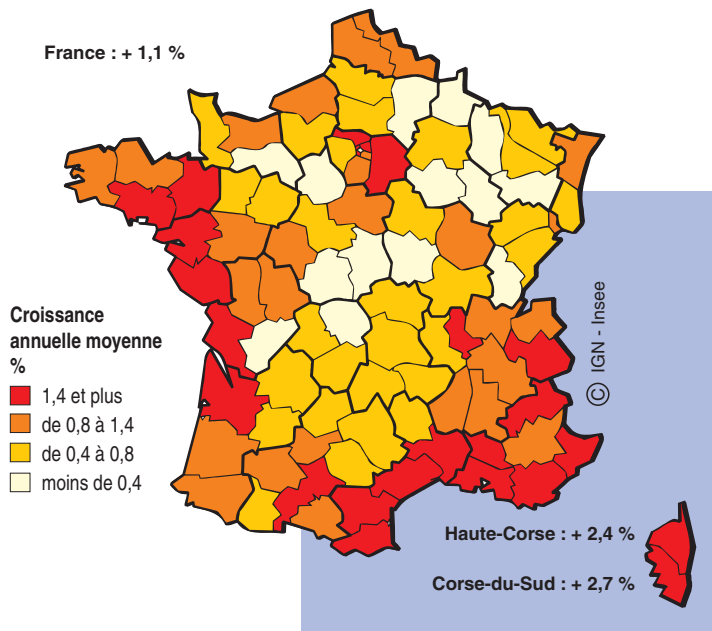 France : + 1,1 %
Croissance
annuelle moyenne
%
1,4 et plus
de 0,8 à 1,4
de 0,4 à 0,8
moins de 0,4
© IGN - Insee
Haute-Corse : + 2,4 %
Corse-du-Sud : + 2,7 %